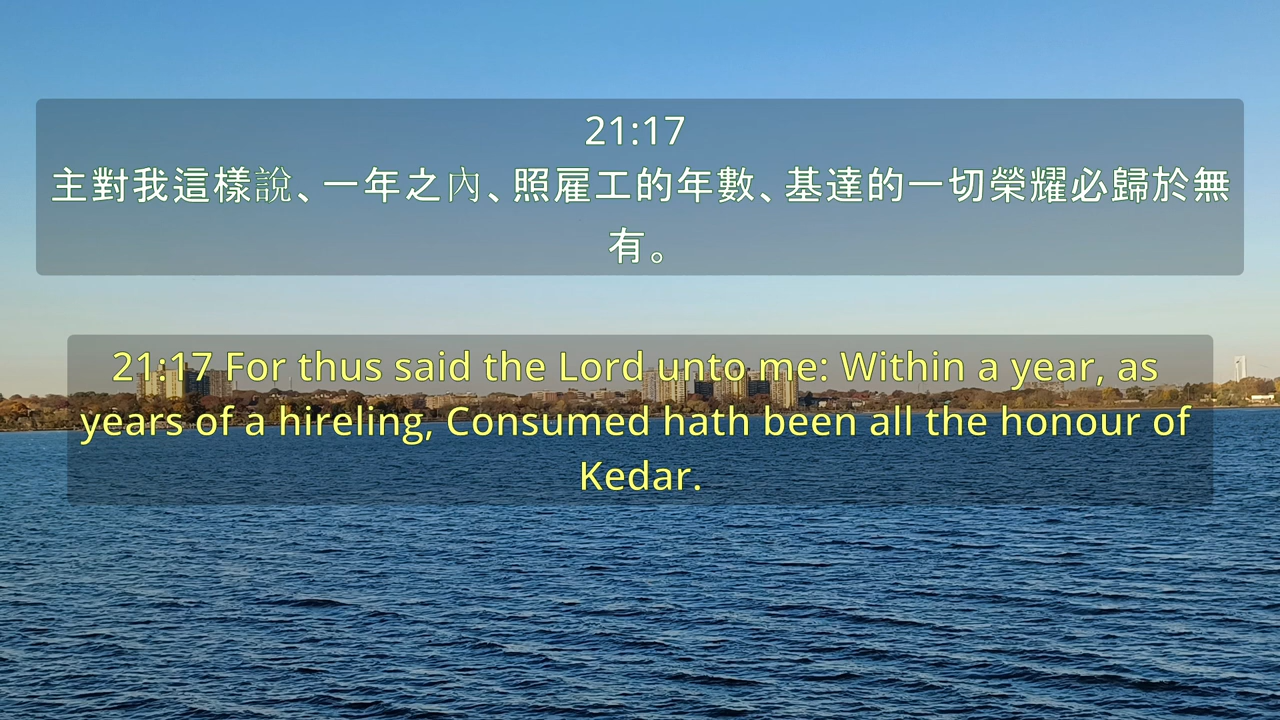 21:17
主對我這樣說、一年之內、照雇工的年數、基達的一切榮耀必歸於無
有。
21:17 For thus said the Lord unto me: Within a year, as
years of a hireling, Consumed hath been all the honour of
Kedar.